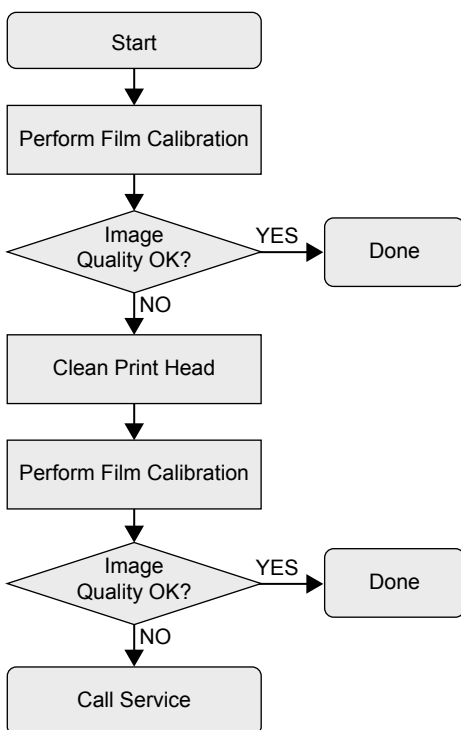 Start
Perform Film Calibration
Image
Quality OK?
YES
Done
NO
Clean Print Head
Perform Film Calibration
Image
Quality OK?
YES
Done
NO
Call Service